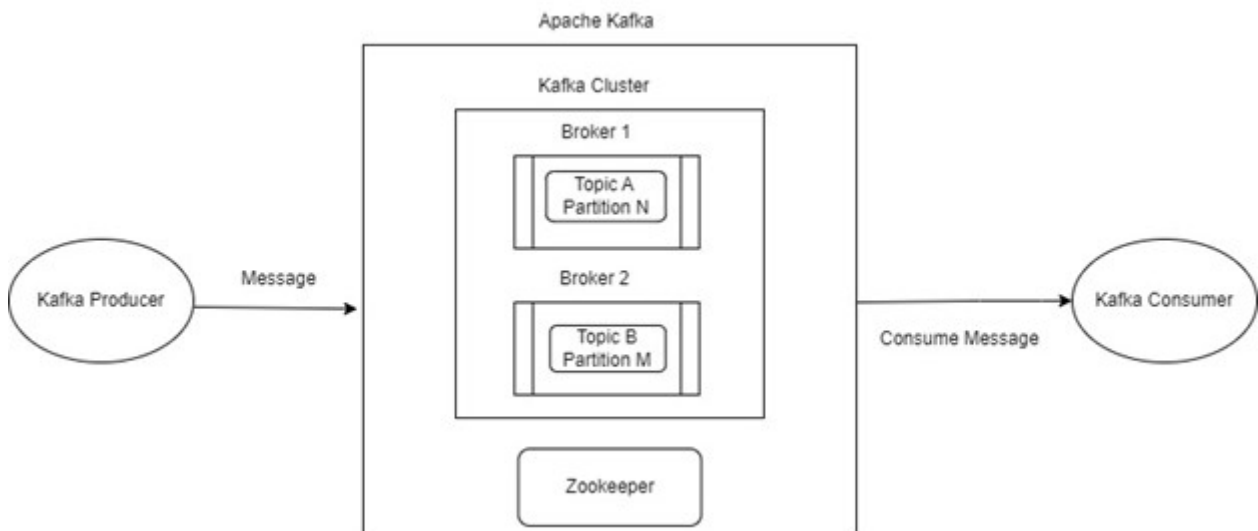 Apache Kafka
Kafka Cluster
Broker 1
Topic A
Partition N
Broker 2
Topic B
Partition M
Zookeeper
Kafka Producer
Message
Consume Message
Kafka Consumer